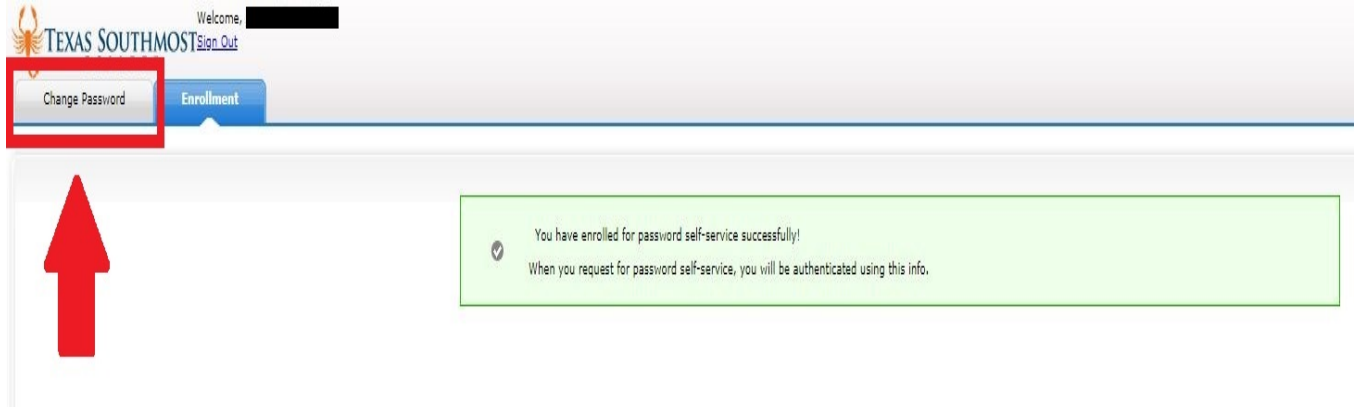 Welcome,
TEXAS SOUTHMOST
Sign Out
Change Password
Enrollment
You have enrolled for password self-service successfully!
When you request for password self-service, you will be authenticated using this info.